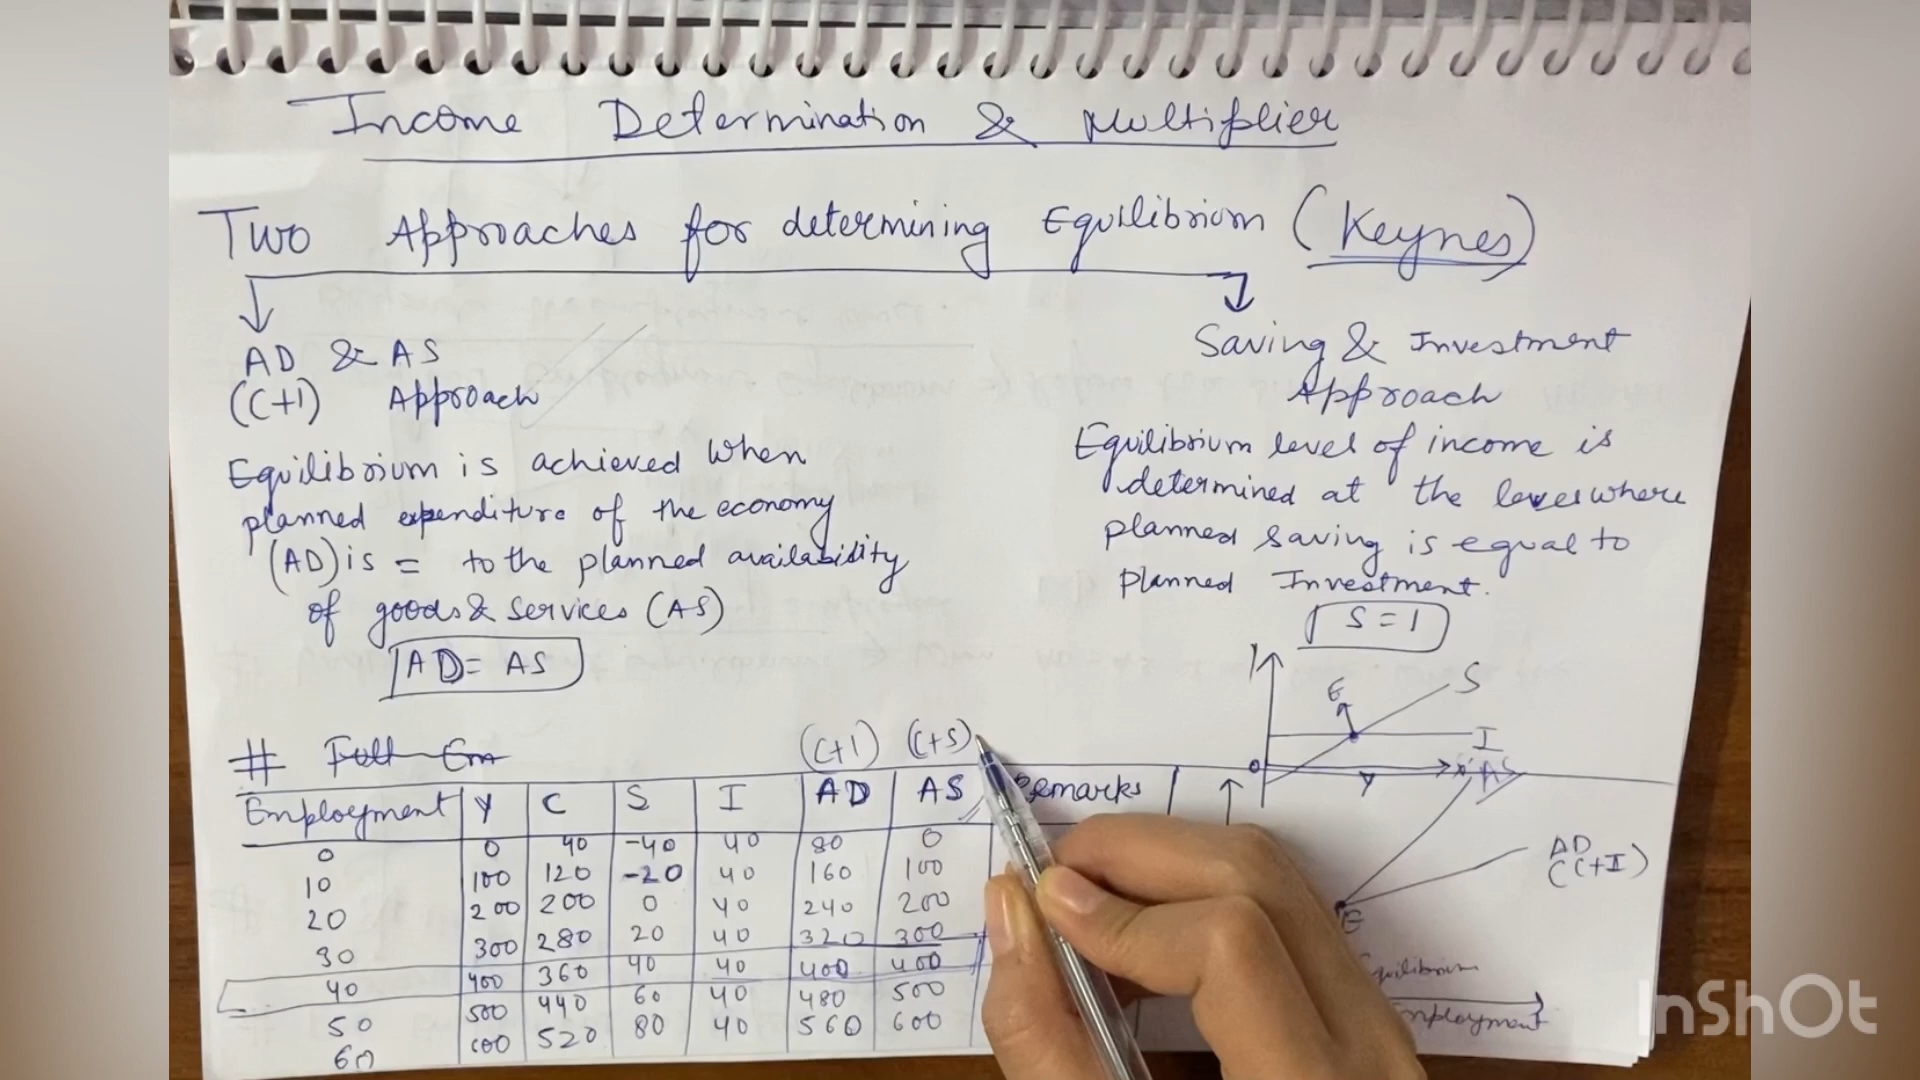 Income Determination & Multiplier
Two Approaches for determining Equilibrium (Keynes)
AD & AS
(C+I) Approach
Equilibrium is achieved when
planned expenditure of the economy
(AD) is = to the planned availability
of goods & services (AS)
AD = AS
Saving & Investment
Approach
Equilibrium level of income is
determined at the level where
planned saving is equal to
planned Investment.
S = I
Y
E
S
I
O
Y
X
AS
AD
(C+I)
E
# Full Em
(C+I) (C+S)
Employment Y C S I AD AS Remarks
0 0 40 -40 40 80 0
10 100 120 -20 40 160 100
20 200 200 0 40 240 200
30 300 280 20 40 320 300
40 400 360 40 40 400 400
50 500 440 60 40 480 500
60 600 520 80 40 560 600
InShOt